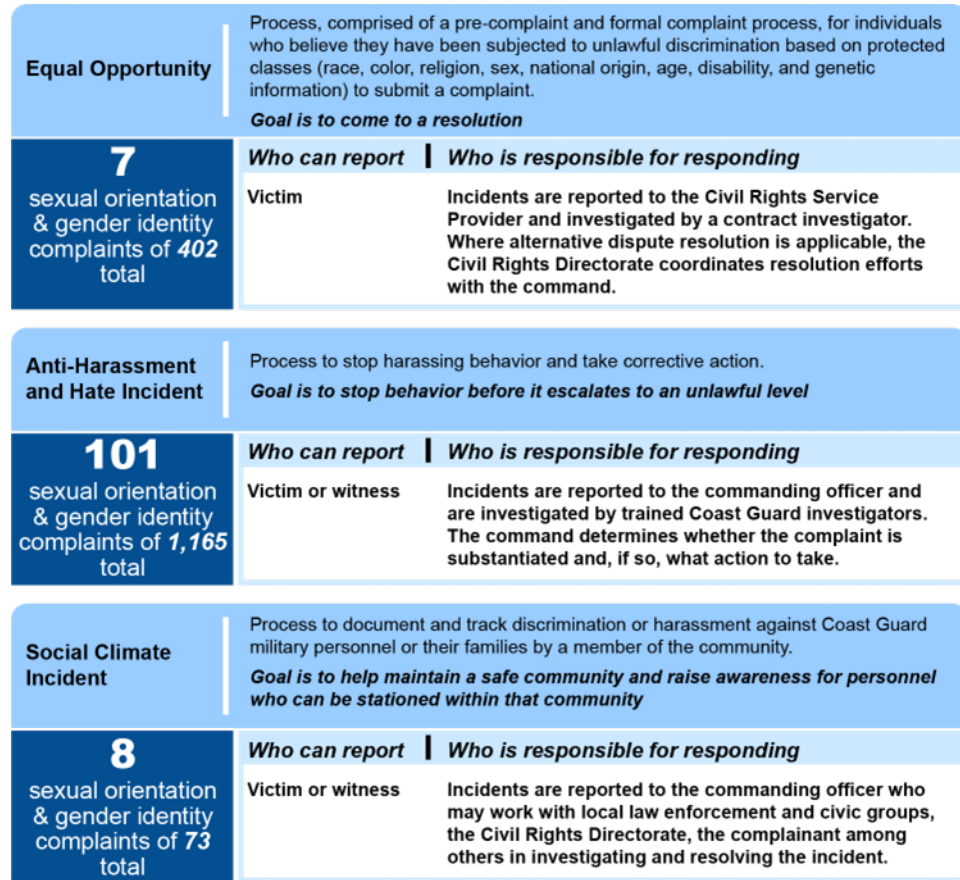 Equal Opportunity
Process, comprised of a pre-complaint and formal complaint process, for individuals
who believe they have been subjected to unlawful discrimination based on protected
classes (race, color, religion, sex, national origin, age, disability, and genetic
information) to submit a complaint.
Goal is to come to a resolution
7
sexual orientation
& gender identity
complaints of 402
total
Who can report | Who is responsible for responding
Victim
Incidents are reported to the Civil Rights Service
Provider and investigated by a contract investigator.
Where alternative dispute resolution is applicable, the
Civil Rights Directorate coordinates resolution efforts
with the command.
Anti-Harassment
and Hate Incident
Process to stop harassing behavior and take corrective action.
Goal is to stop behavior before it escalates to an unlawful level
101
sexual orientation
& gender identity
complaints of 1,165
total
Who can report | Who is responsible for responding
Victim or witness
Incidents are reported to the commanding officer and
are investigated by trained Coast Guard investigators.
The command determines whether the complaint is
substantiated and, if so, what action to take.
Social Climate
Incident
Process to document and track discrimination or harassment against Coast Guard
military personnel or their families by a member of the community.
Goal is to help maintain a safe community and raise awareness for personnel
who can be stationed within that community
8
sexual orientation
& gender identity
complaints of 73
total
Who can report | Who is responsible for responding
Victim or witness
Incidents are reported to the commanding officer who
may work with local law enforcement and civic groups,
the Civil Rights Directorate, the complainant among
others in investigating and resolving the incident.